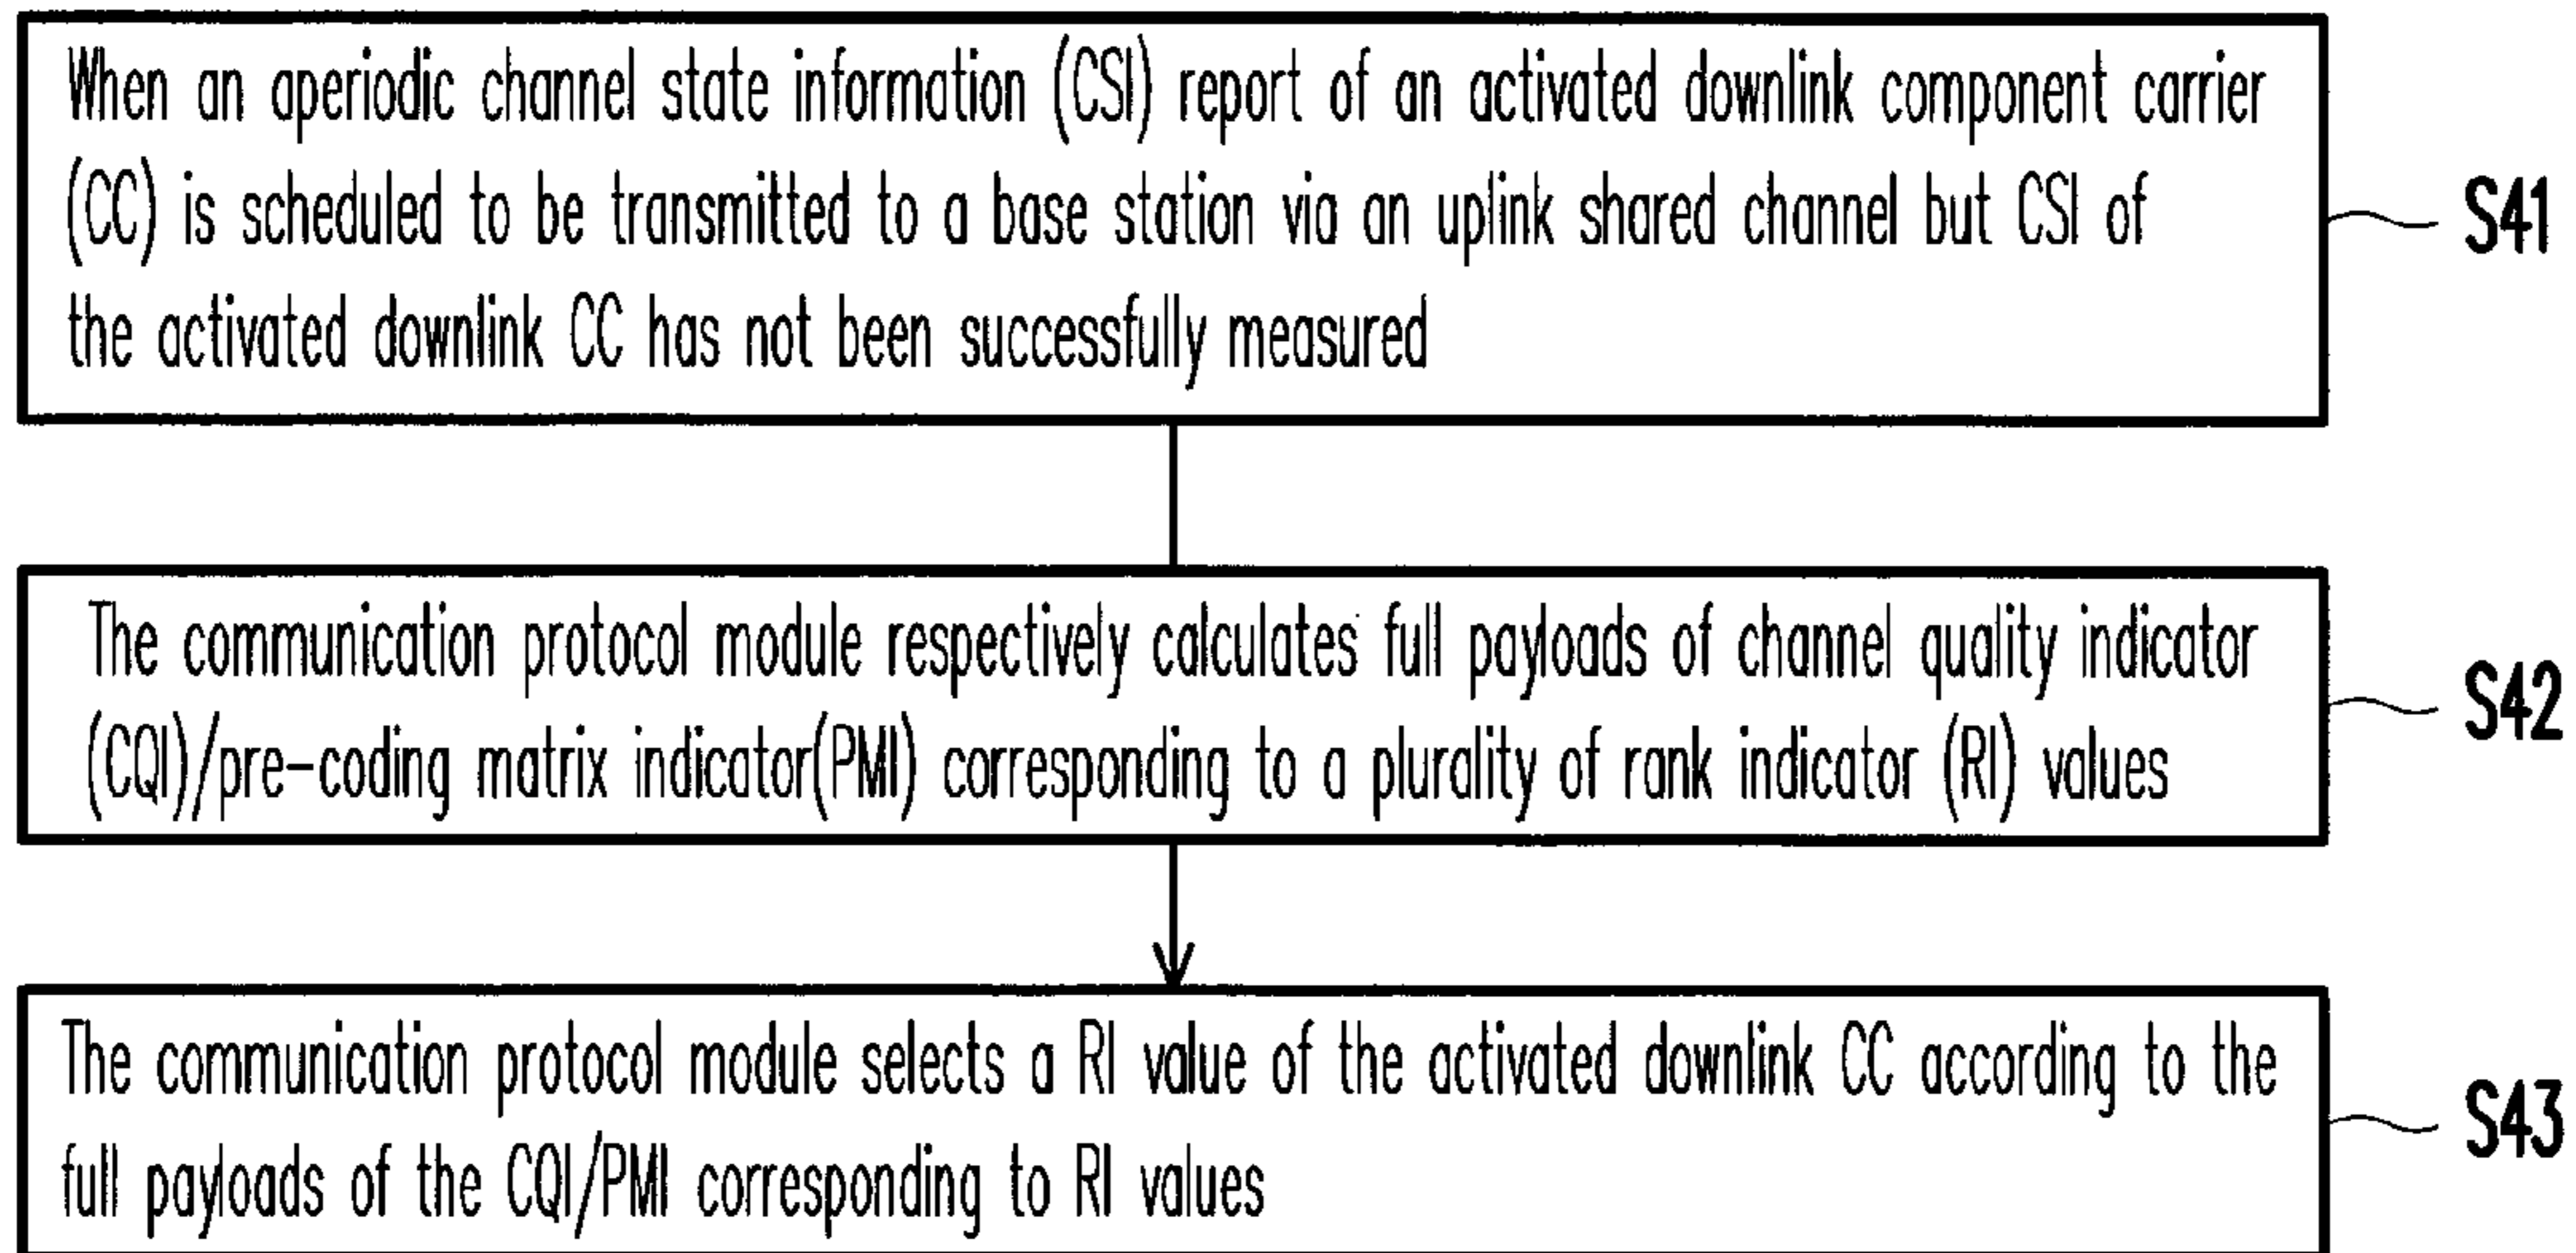 When an aperiodic channel state information (CSI) report of an activated downlink component carrier
(CC) is scheduled to be transmitted to a base station via an uplink shared channel but CSI of
the activated downlink CC has not been successfully measured
S41
The communication protocol module respectively calculates full payloads of channel quality indicator
(CQI)/pre-coding matrix indicator(PMI) corresponding to a plurality of rank indicator (RI) values
S42
The communication protocol module selects a RI value of the activated downlink CC according to the
full payloads of the CQI/PMI corresponding to RI values
S43